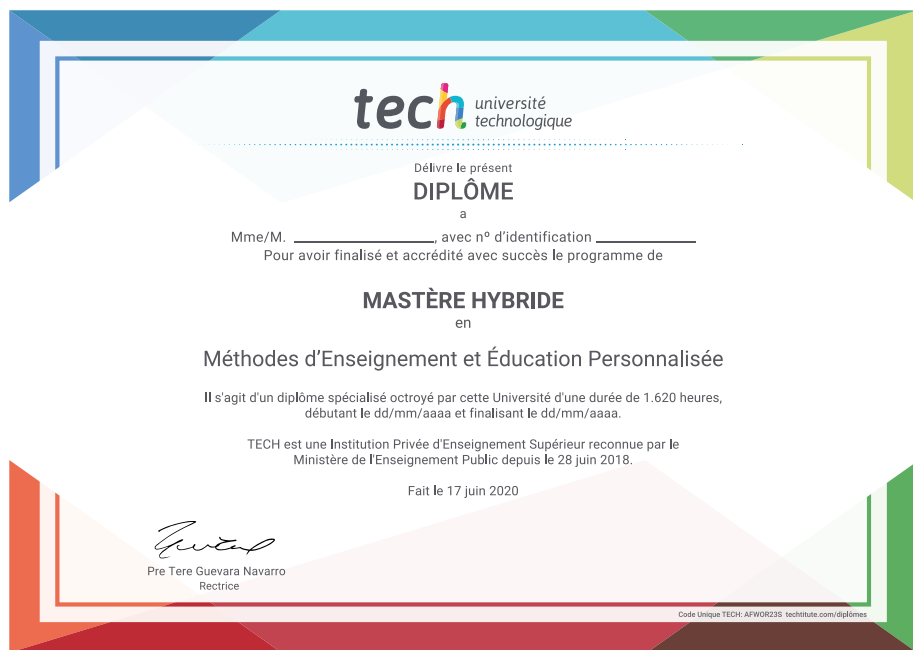 tech université
technologique
Délivre le présent
DIPLÔME
a
Mme/M. ____________, avec nº d'identification ____________
Pour avoir finalisé et accrédité avec succès le programme de
MASTÈRE HYBRIDE
en
Méthodes d'Enseignement et Éducation Personnalisée
Il s'agit d'un diplôme spécialisé octroyé par cette Université d'une durée de 1.620 heures,
débutant le dd/mm/aaaa et finalisant le dd/mm/aaaa.
TECH est une Institution Privée d'Enseignement Supérieur reconnue par le
Ministère de l'Enseignement Public depuis le 28 juin 2018.
Fait le 17 juin 2020
Pre Tere Guevara Navarro
Rectrice
Code Unique TECH: AFWOR23S techtitute.com/diplômes